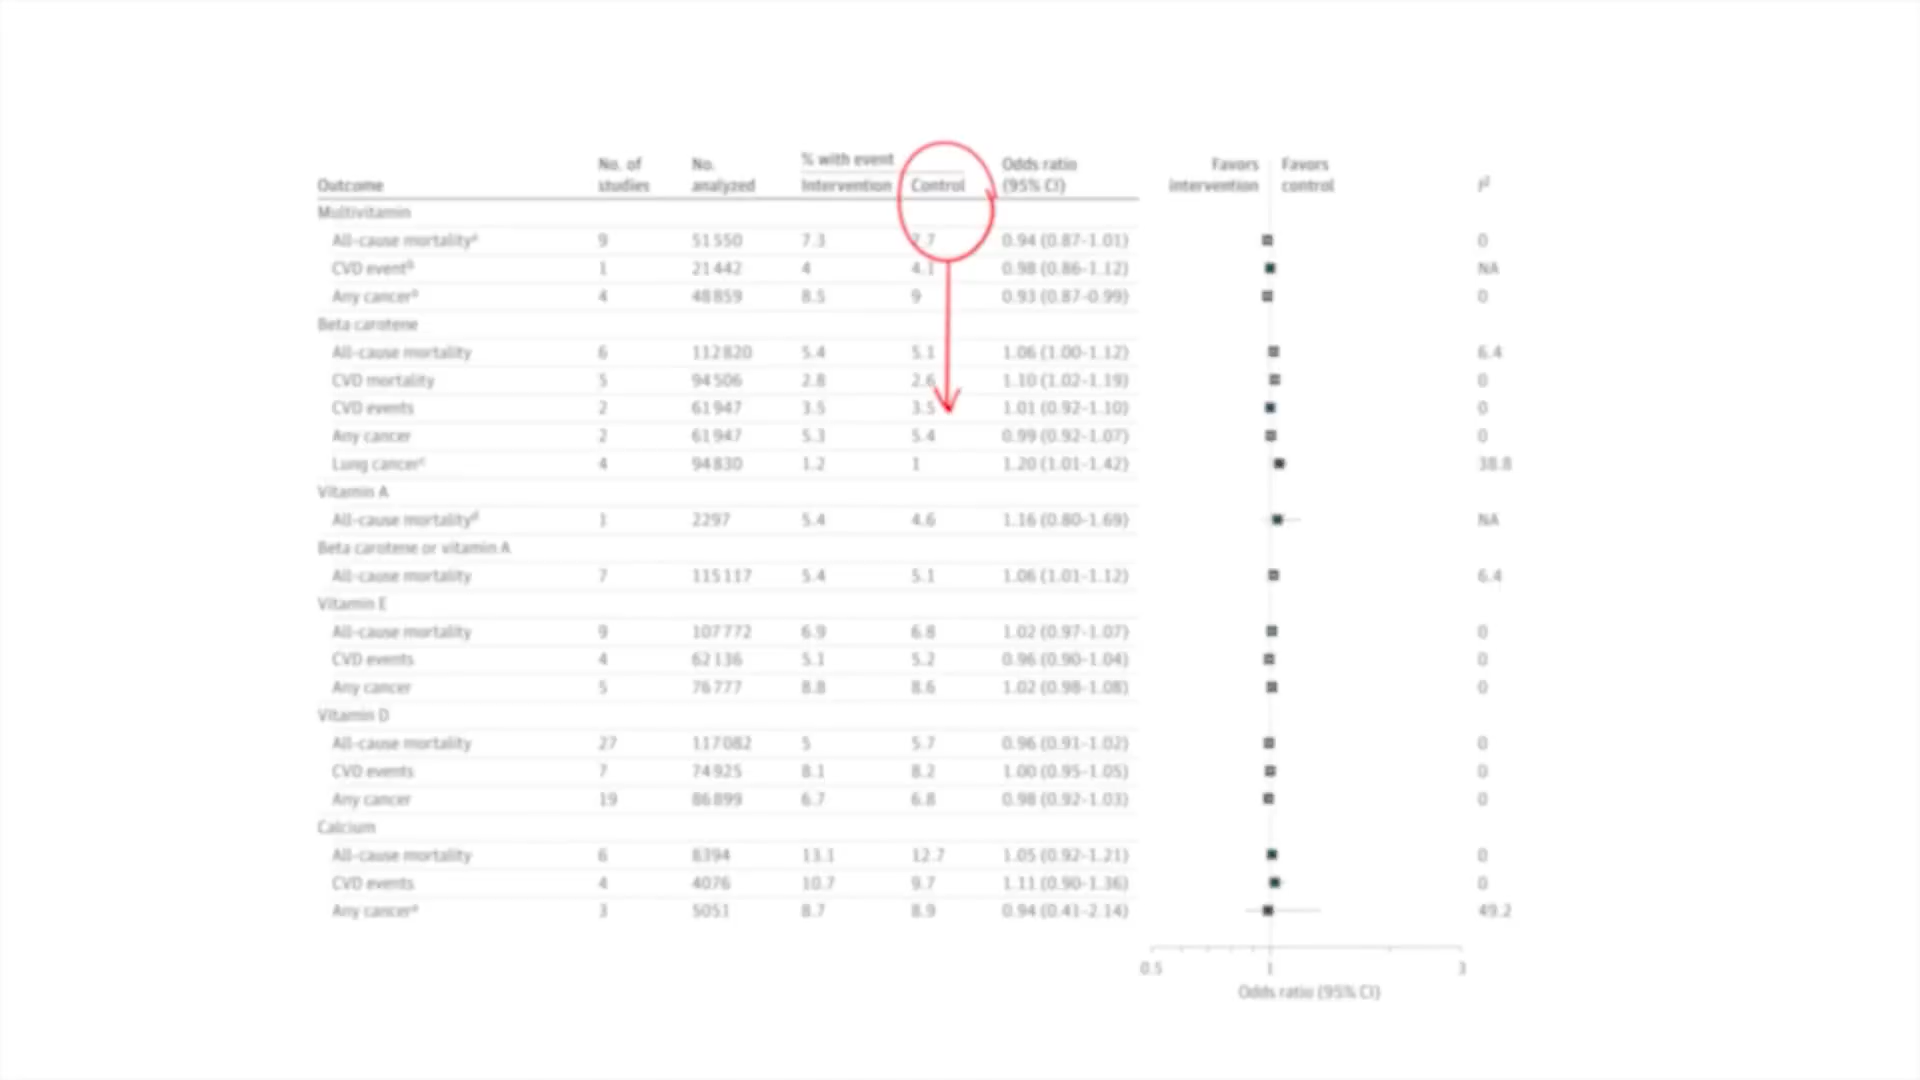 Outcome No. of studies No. analyzed % with event Intervention Control Odds ratio (95% CI) Favors intervention Favors control I²
Multivitamin
All-cause mortalityᵃ 9 51550 7.3 7.7 0.94 (0.87-1.01) 0
CVD eventᵇ 1 21442 4 4.1 0.98 (0.86-1.12) NA
Any cancer 4 48859 8.5 9 0.93 (0.87-0.99) 0
Beta carotene
All-cause mortality 6 112820 5.4 5.1 1.06 (1.00-1.12) 6.4
CVD mortality 5 94506 2.8 2.6 1.10 (1.02-1.19) 0
CVD events 2 61947 3.5 3.5 1.01 (0.92-1.10) 0
Any cancer 2 61947 5.3 5.4 0.99 (0.92-1.07) 0
Lung cancerᶜ 4 94830 1.2 1 1.20 (1.01-1.42) 38.8
Vitamin A
All-cause mortalityᵈ 1 2297 5.4 4.6 1.16 (0.80-1.69) NA
Beta carotene or vitamin A
All-cause mortality 7 115117 5.4 5.1 1.06 (1.01-1.12) 6.4
Vitamin E
All-cause mortality 9 107772 6.9 6.8 1.02 (0.97-1.07) 0
CVD events 4 62136 5.1 5.2 0.96 (0.90-1.04) 0
Any cancer 5 76777 8.8 8.6 1.02 (0.98-1.08) 0
Vitamin D
All-cause mortality 27 117082 5 5.7 0.96 (0.91-1.02) 0
CVD events 7 74925 8.1 8.2 1.00 (0.95-1.05) 0
Any cancer 19 86899 6.7 6.8 0.98 (0.92-1.03) 0
Calcium
All-cause mortality 6 8394 13.1 12.7 1.05 (0.92-1.21) 0
CVD events 4 4076 10.7 9.7 1.11 (0.90-1.36) 0
Any cancer 3 5051 8.7 8.9 0.94 (0.41-2.14) 49.2
0.5 1 3
Odds ratio (95% CI)